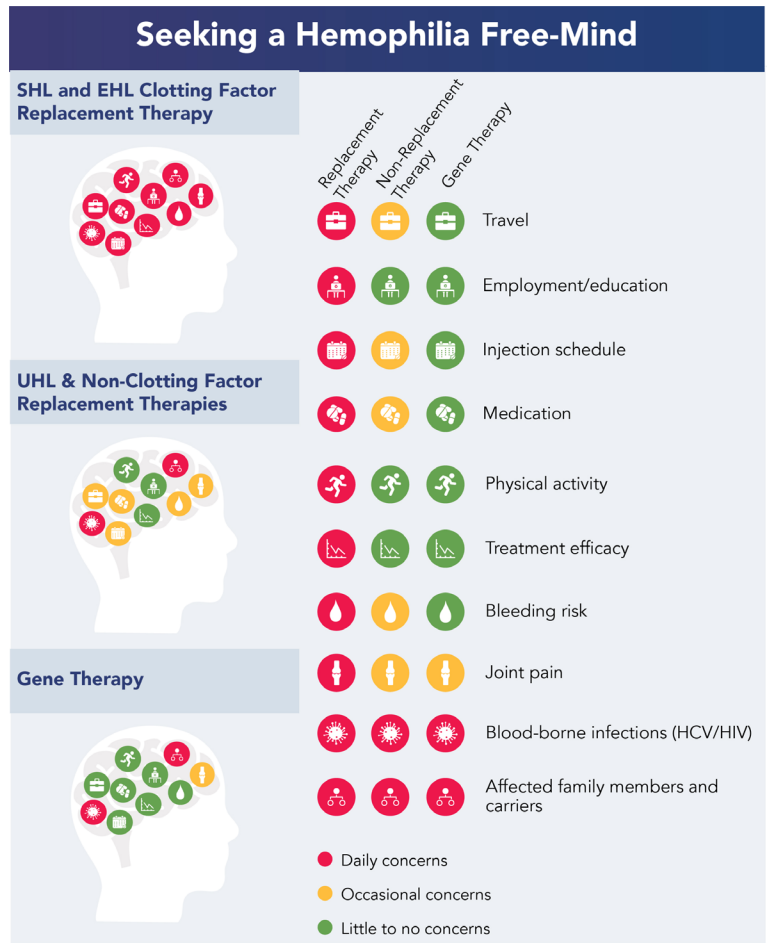 Seeking a Hemophilia Free-Mind
SHL and EHL Clotting Factor
Replacement Therapy
UHL & Non-Clotting Factor
Replacement Therapies
Gene Therapy
Replacement
Therapy
Non-Replacement
Therapy
Gene Therapy
Travel
Employment/education
Injection schedule
Medication
Physical activity
Treatment efficacy
Bleeding risk
Joint pain
Blood-borne infections (HCV/HIV)
Affected family members and
carriers
Daily concerns
Occasional concerns
Little to no concerns